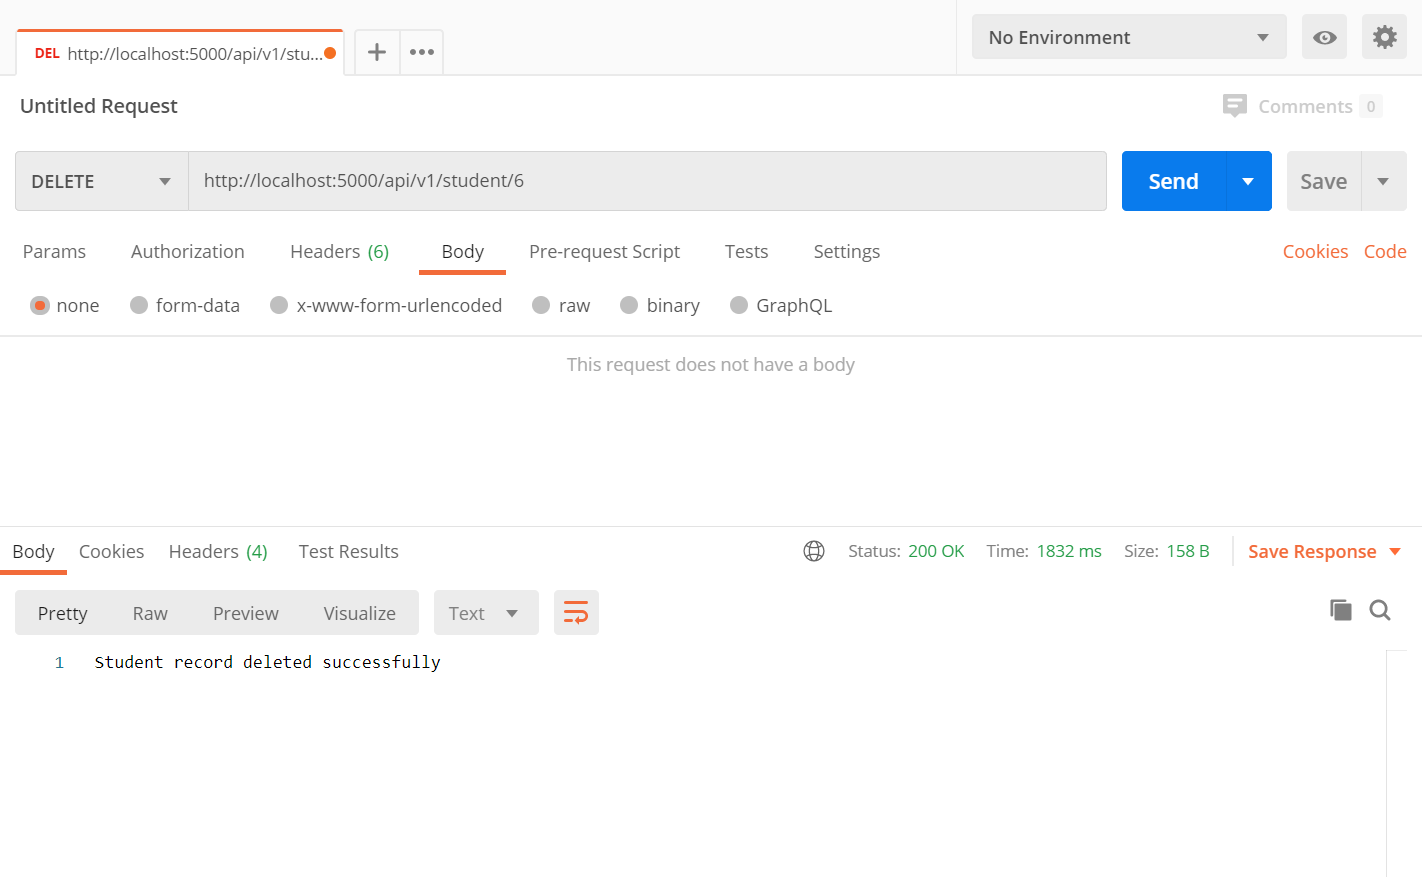 DEL http://localhost:5000/api/v1/stu...
No Environment
Untitled Request
Comments 0
DELETE http://localhost:5000/api/v1/student/6 Send Save
Params Authorization Headers (6) Body Pre-request Script Tests Settings Cookies Code
none form-data x-www-form-urlencoded raw binary GraphQL
This request does not have a body
Body Cookies Headers (4) Test Results Status: 200 OK Time: 1832 ms Size: 158 B Save Response
Pretty Raw Preview Visualize Text
1 Student record deleted successfully